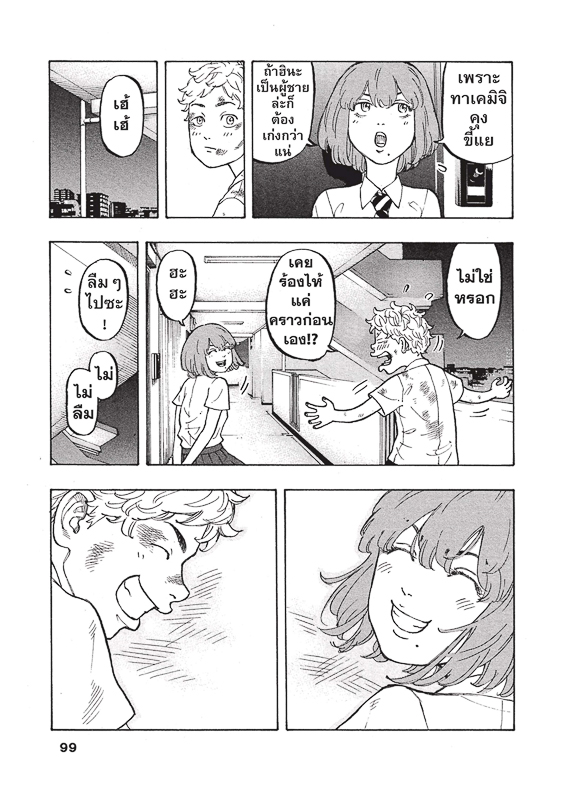 เพราะ
ทาเคมิจิ
คุง
ขี้แย
ถ้าฮินะ
เป็นผู้ชาย
ล่ะก็
ต้อง
เก่งกว่า
แน่
เฮ้
เฮ้
ไม่ใช่
หรอก
เคย
ร้องไห้
แค่
คราวก่อน
เอง!?
ฮะ
ฮะ
ลืม ๆ
ไปซะ
!
ไม่
ไม่
ลืม
99